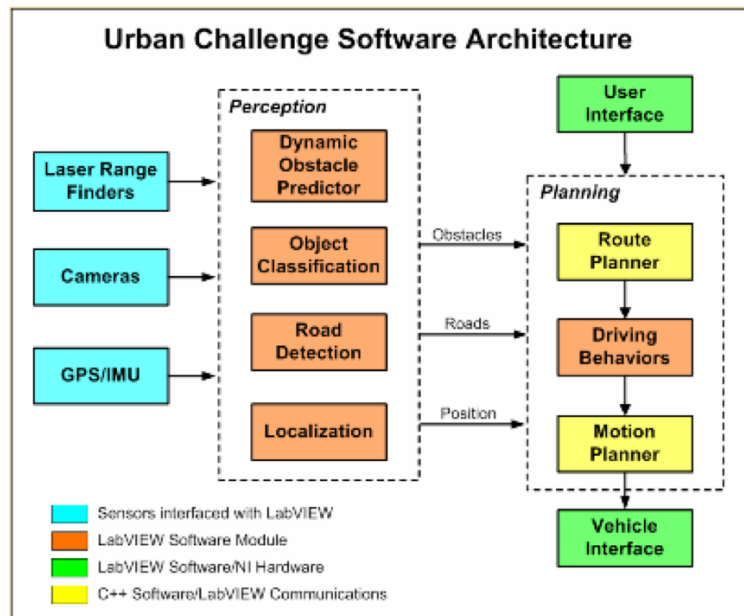 Urban Challenge Software Architecture
Perception
Dynamic
Obstacle
Predictor
Object
Classification
Road
Detection
Localization
Laser Range
Finders
Cameras
GPS/IMU
Obstacles
Roads
Position
User
Interface
Planning
Route
Planner
Driving
Behaviors
Motion
Planner
Vehicle
Interface
Sensors interfaced with LabVIEW
LabVIEW Software Module
LabVIEW Software/NI Hardware
C++ Software/LabVIEW Communications